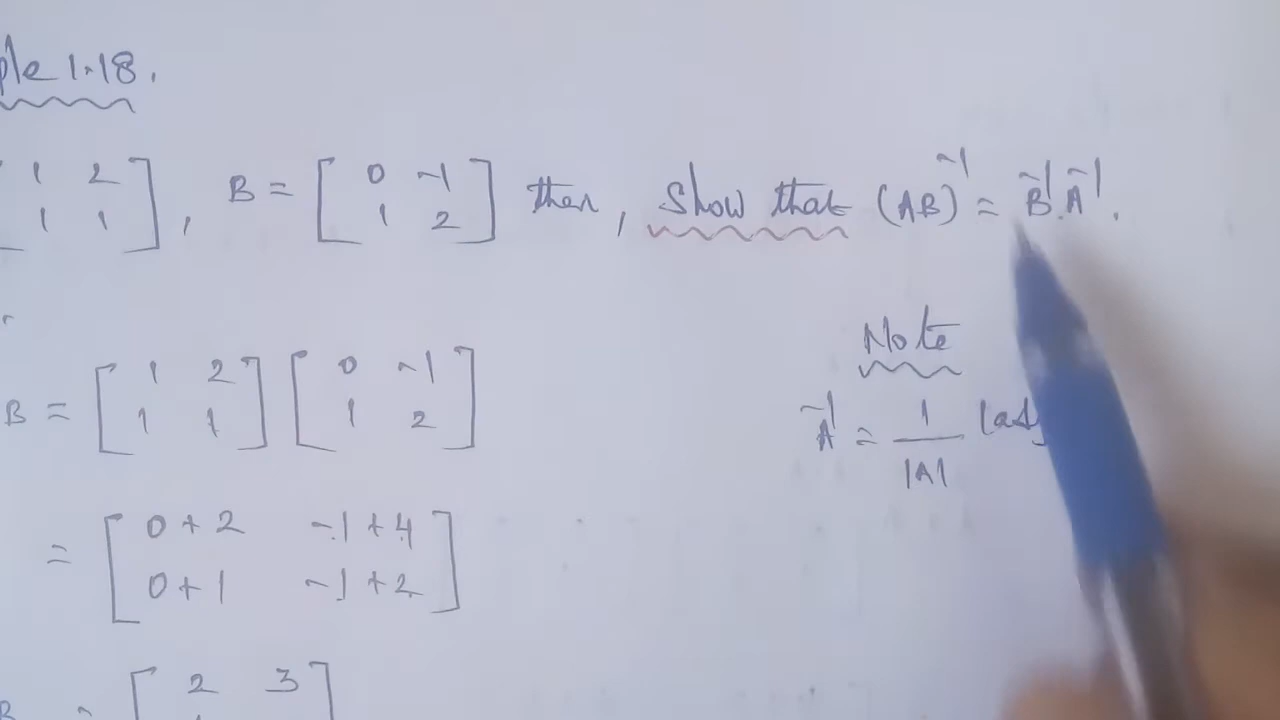 ple 1.18.
1 2
1 1 ], B = [ 0 -1
1 2 ] then, Show that (AB)⁻¹ = B⁻¹.A⁻¹.
Note
B = [ 1 2
1 1 ] [ 0 -1
1 2 ]
A⁻¹ = 1/|A| (adj
= [ 0+2 -1+4
0+1 -1+2 ]
B = [ 2 3 ]